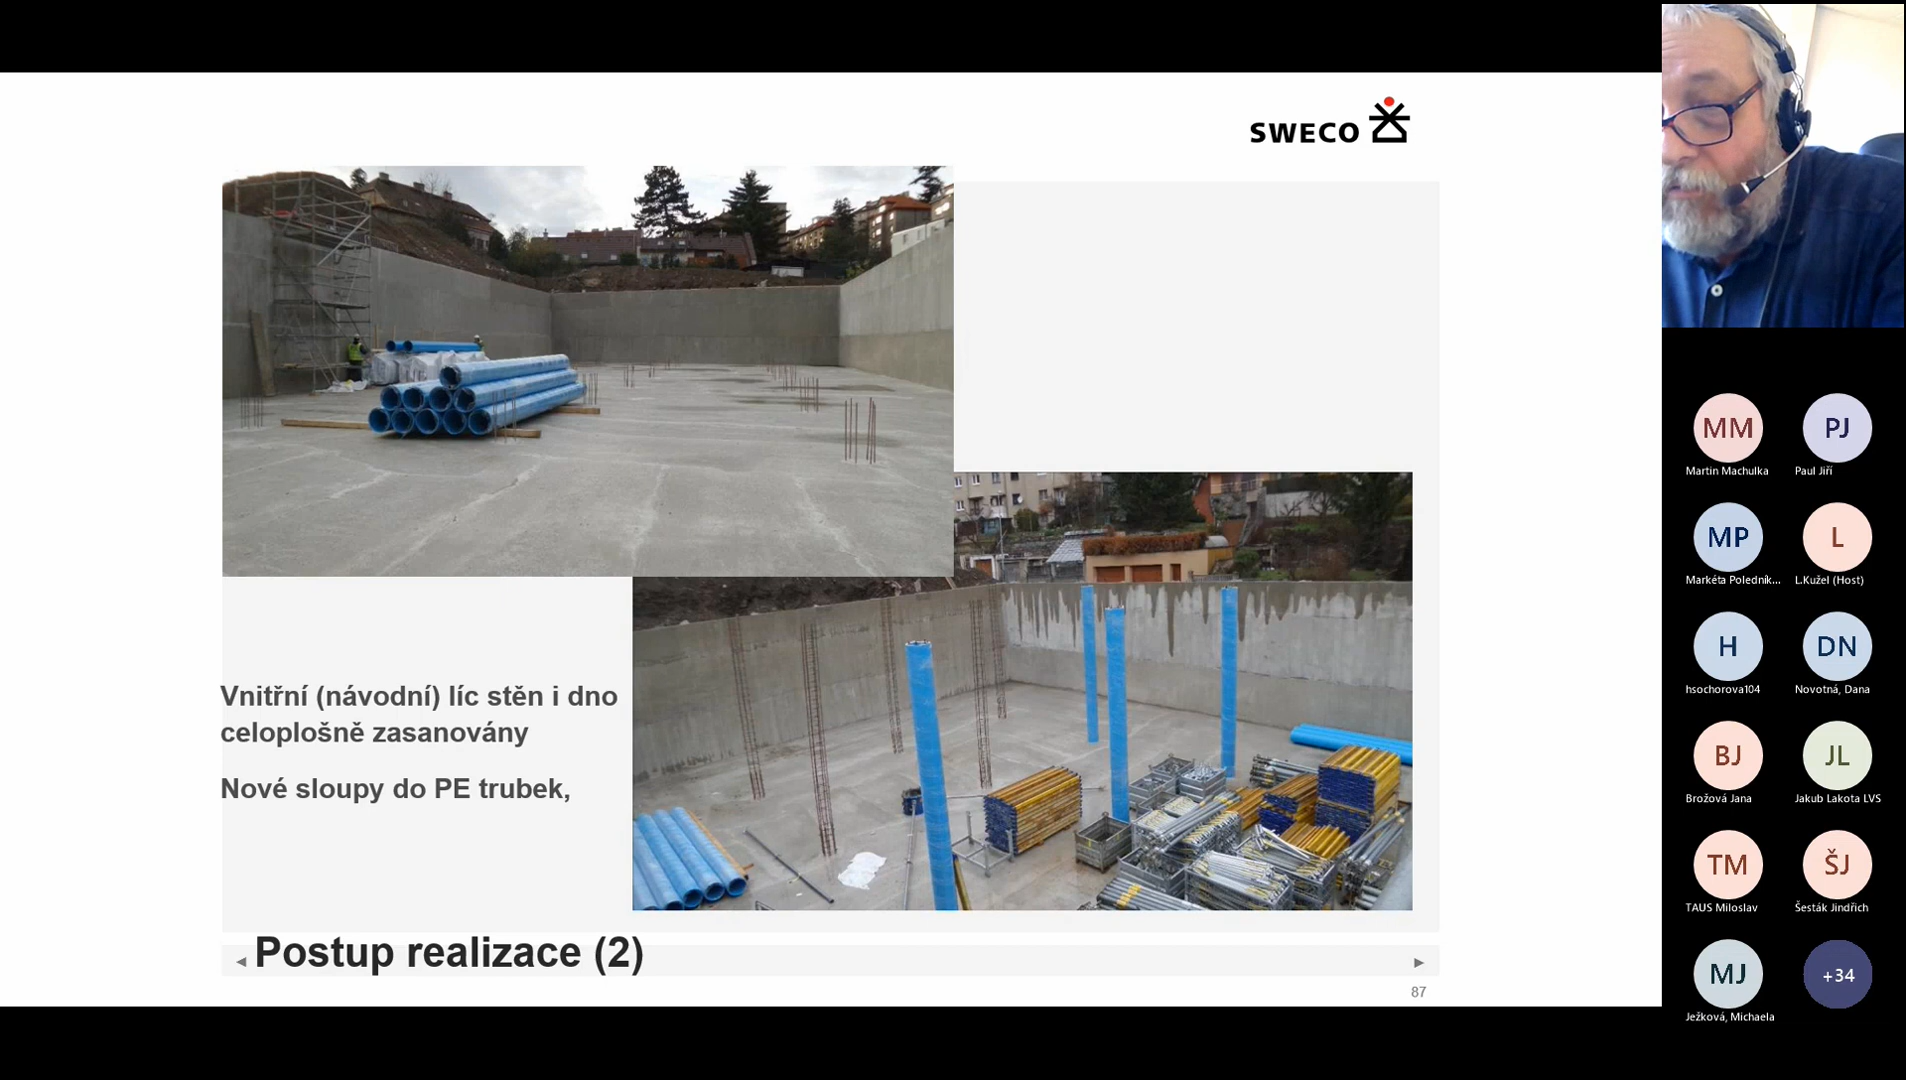 SWECO
Vnitřní (návodní) líc stěn i dno
celoplošně zasanovány
Nové sloupy do PE trubek,
Postup realizace (2)
87
MM
Martin Machulka
PJ
Paul Jiří
MP
Markéta Poledník...
L
L.Kužel (Host)
H
hsochorova104
DN
Novotná, Dana
BJ
Brožová Jana
JL
Jakub Lakota LVS
TM
TAUS Miloslav
ŠJ
Šesták Jindřich
MJ
Ježková, Michaela
+34